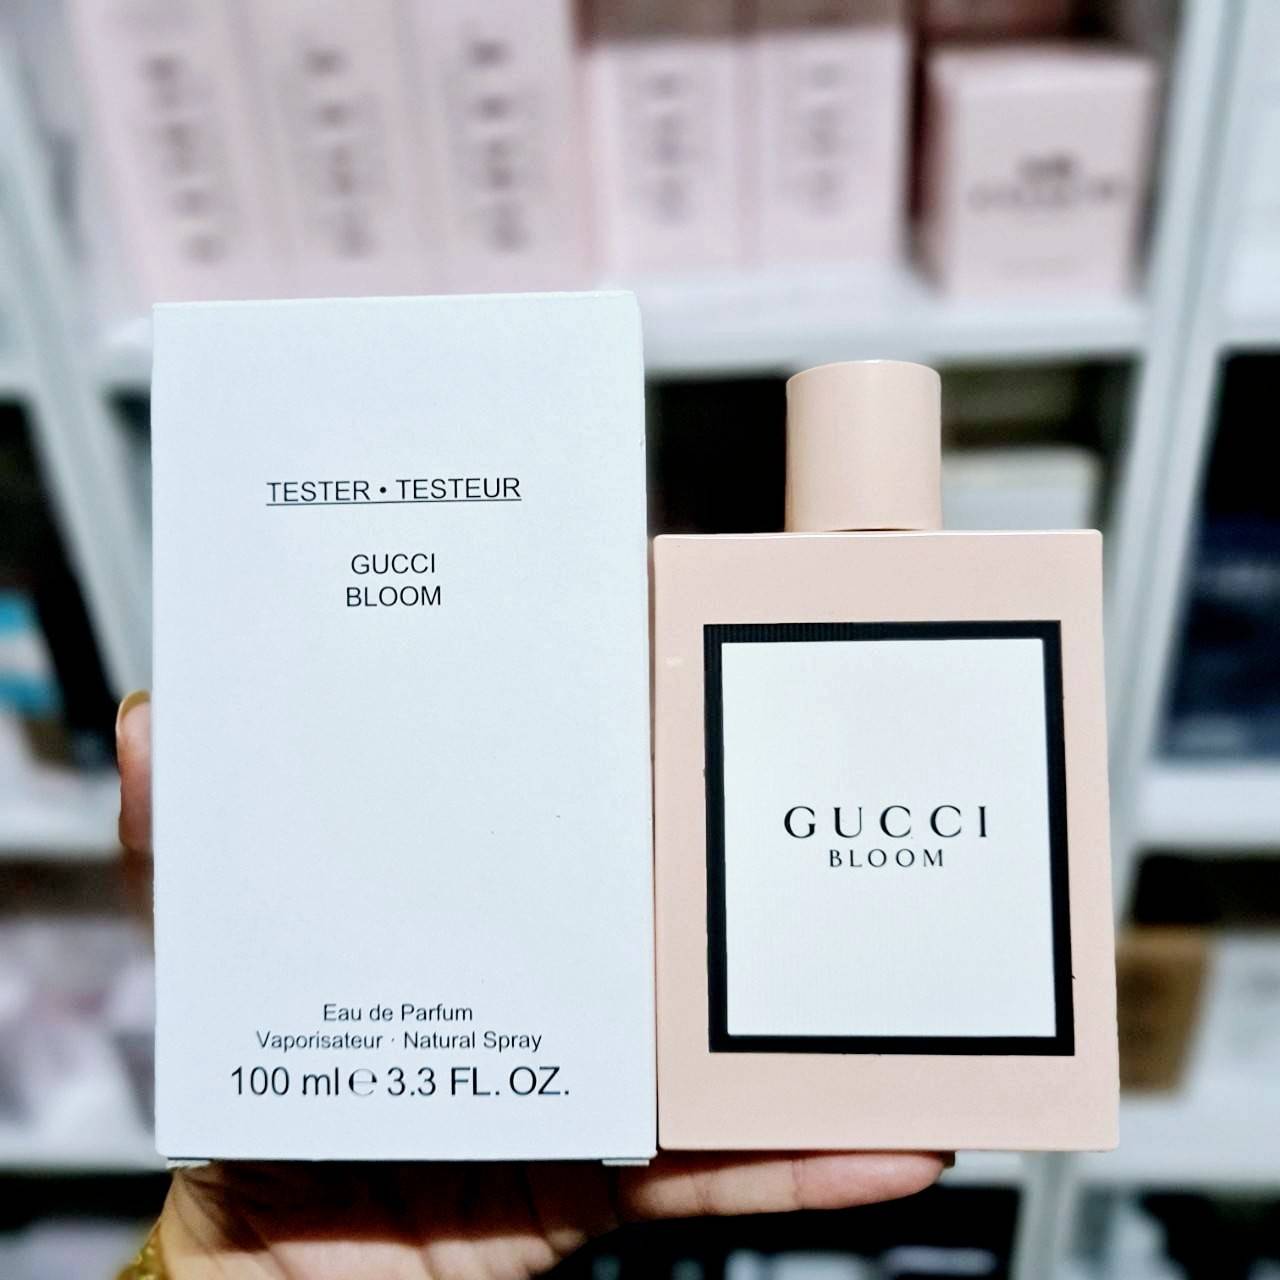 TESTER • TESTEUR
GUCCI
BLOOM
Eau de Parfum
Vaporisateur · Natural Spray
100 ml ℮ 3.3 FL. OZ.
GUCCI
BLOOM